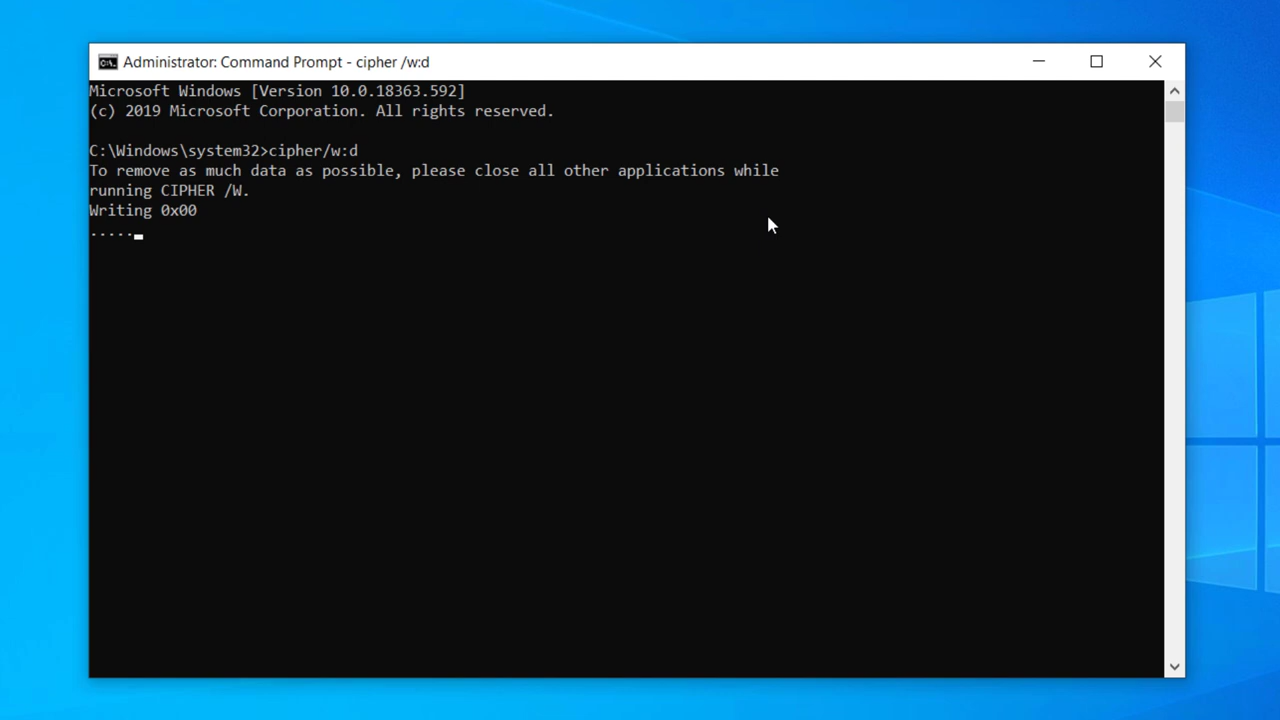 Administrator: Command Prompt - cipher /w:d
Microsoft Windows [Version 10.0.18363.592]
(c) 2019 Microsoft Corporation. All rights reserved.
C:\Windows\system32>cipher/w:d
To remove as much data as possible, please close all other applications while
running CIPHER /W.
Writing 0x00
.....